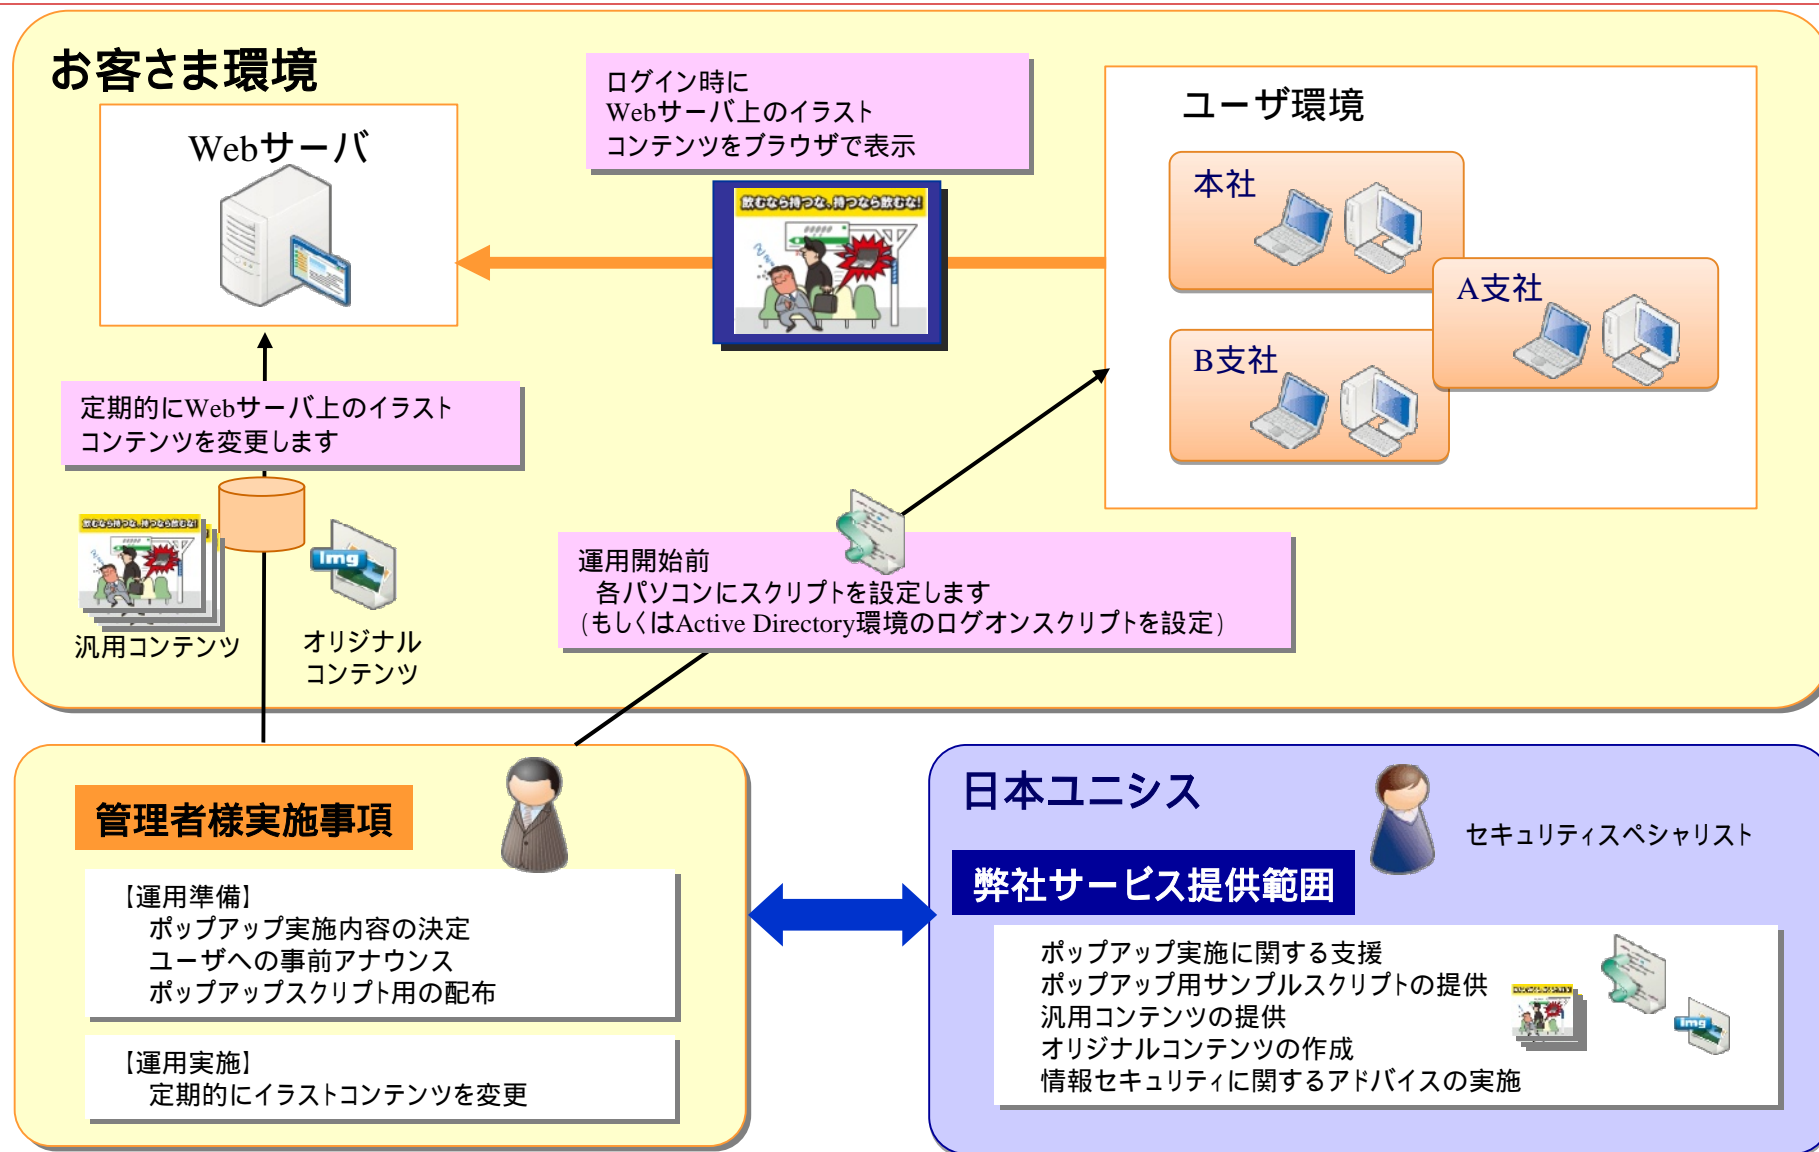 お客さま環境
Webサーバ
ログイン時に
Webサーバ上のイラスト
コンテンツをブラウザで表示
飲むなら持つな、持つなら飲むな!
ユーザ環境
本社
A支社
B支社
定期的にWebサーバ上のイラスト
コンテンツを変更します
飲むなら持つな、持つなら飲むな!
Img
汎用コンテンツ
オリジナル
コンテンツ
運用開始前
各パソコンにスクリプトを設定します
(もしくはActive Directory環境のログオンスクリプトを設定)
管理者様実施事項
【運用準備】
ポップアップ実施内容の決定
ユーザへの事前アナウンス
ポップアップスクリプト用の配布
【運用実施】
定期的にイラストコンテンツを変更
日本ユニシス
セキュリティスペシャリスト
弊社サービス提供範囲
ポップアップ実施に関する支援
ポップアップ用サンプルスクリプトの提供
汎用コンテンツの提供
オリジナルコンテンツの作成
情報セキュリティに関するアドバイスの実施
Img